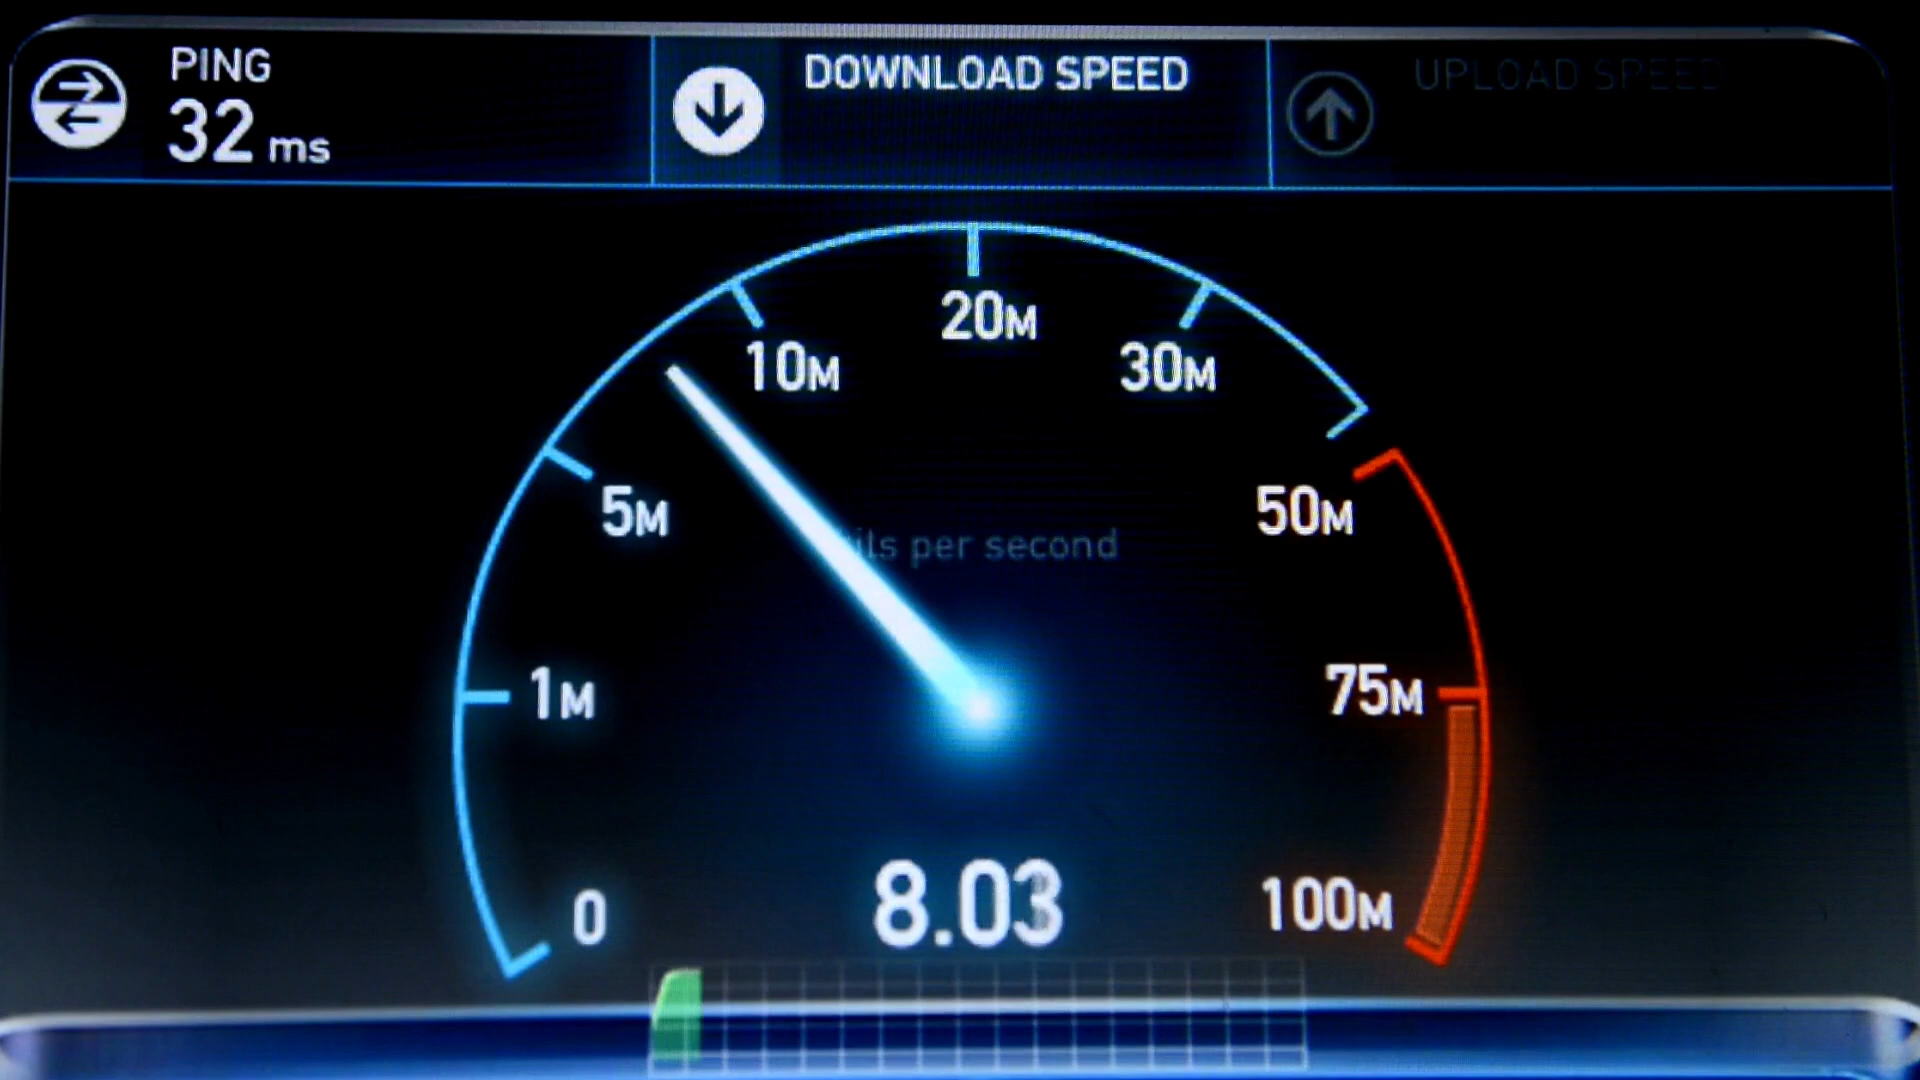 PING
32 ms
DOWNLOAD SPEED
UPLOAD SPEED
20M
10M
30M
5M
50M
per second
1M
75M
0
8.03
100M